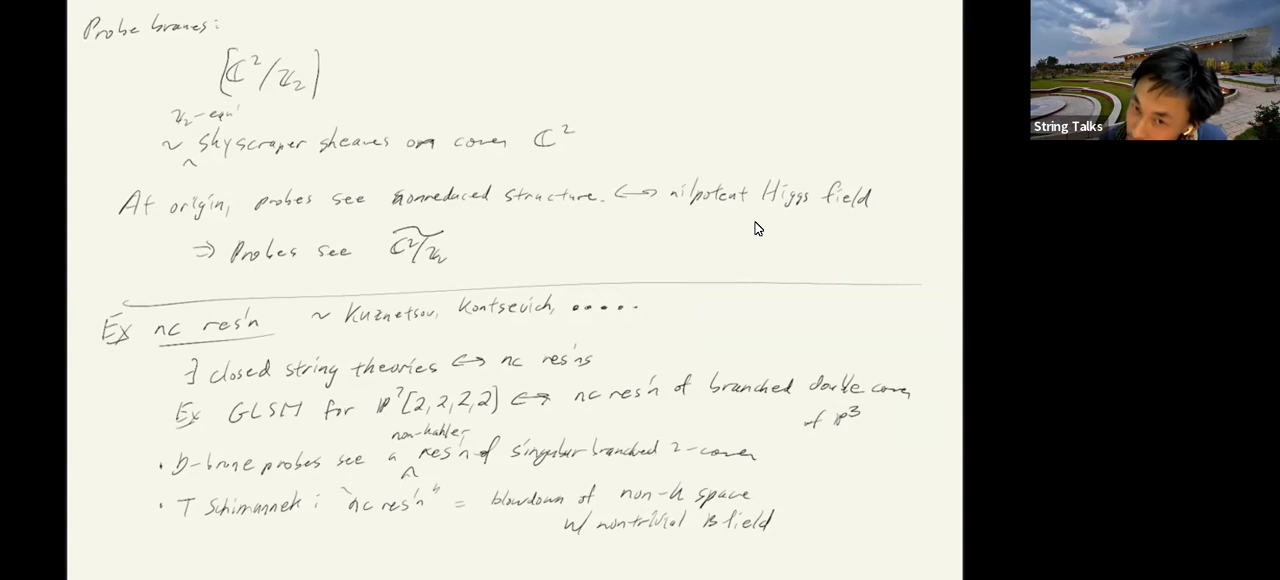 Probe branes:
[ℂ²/ℤ₂]
ℤ₂-equi'
~ skyscraper sheaves on cover ℂ²
At origin, probes see nonreduced structure. ↔ nilpotent Higgs field
⇒ Probes see \widetilde{ℂ²/ℤ₂}
Ex nc res'n ~ Kuznetsov, Kontsevich, .....
∃ closed string theories ↔ nc res'ns
Ex GLSM for ℙ⁷[2,2,2,2] ↔ nc res'n of branched double cover
of ℙ³
non-kahler
• D-brane probes see a res'n of singular branched 2-cover
• T Schimannek: "nc res'n" = blowdown of non-K space
w/ nontrivial B field
String Talks